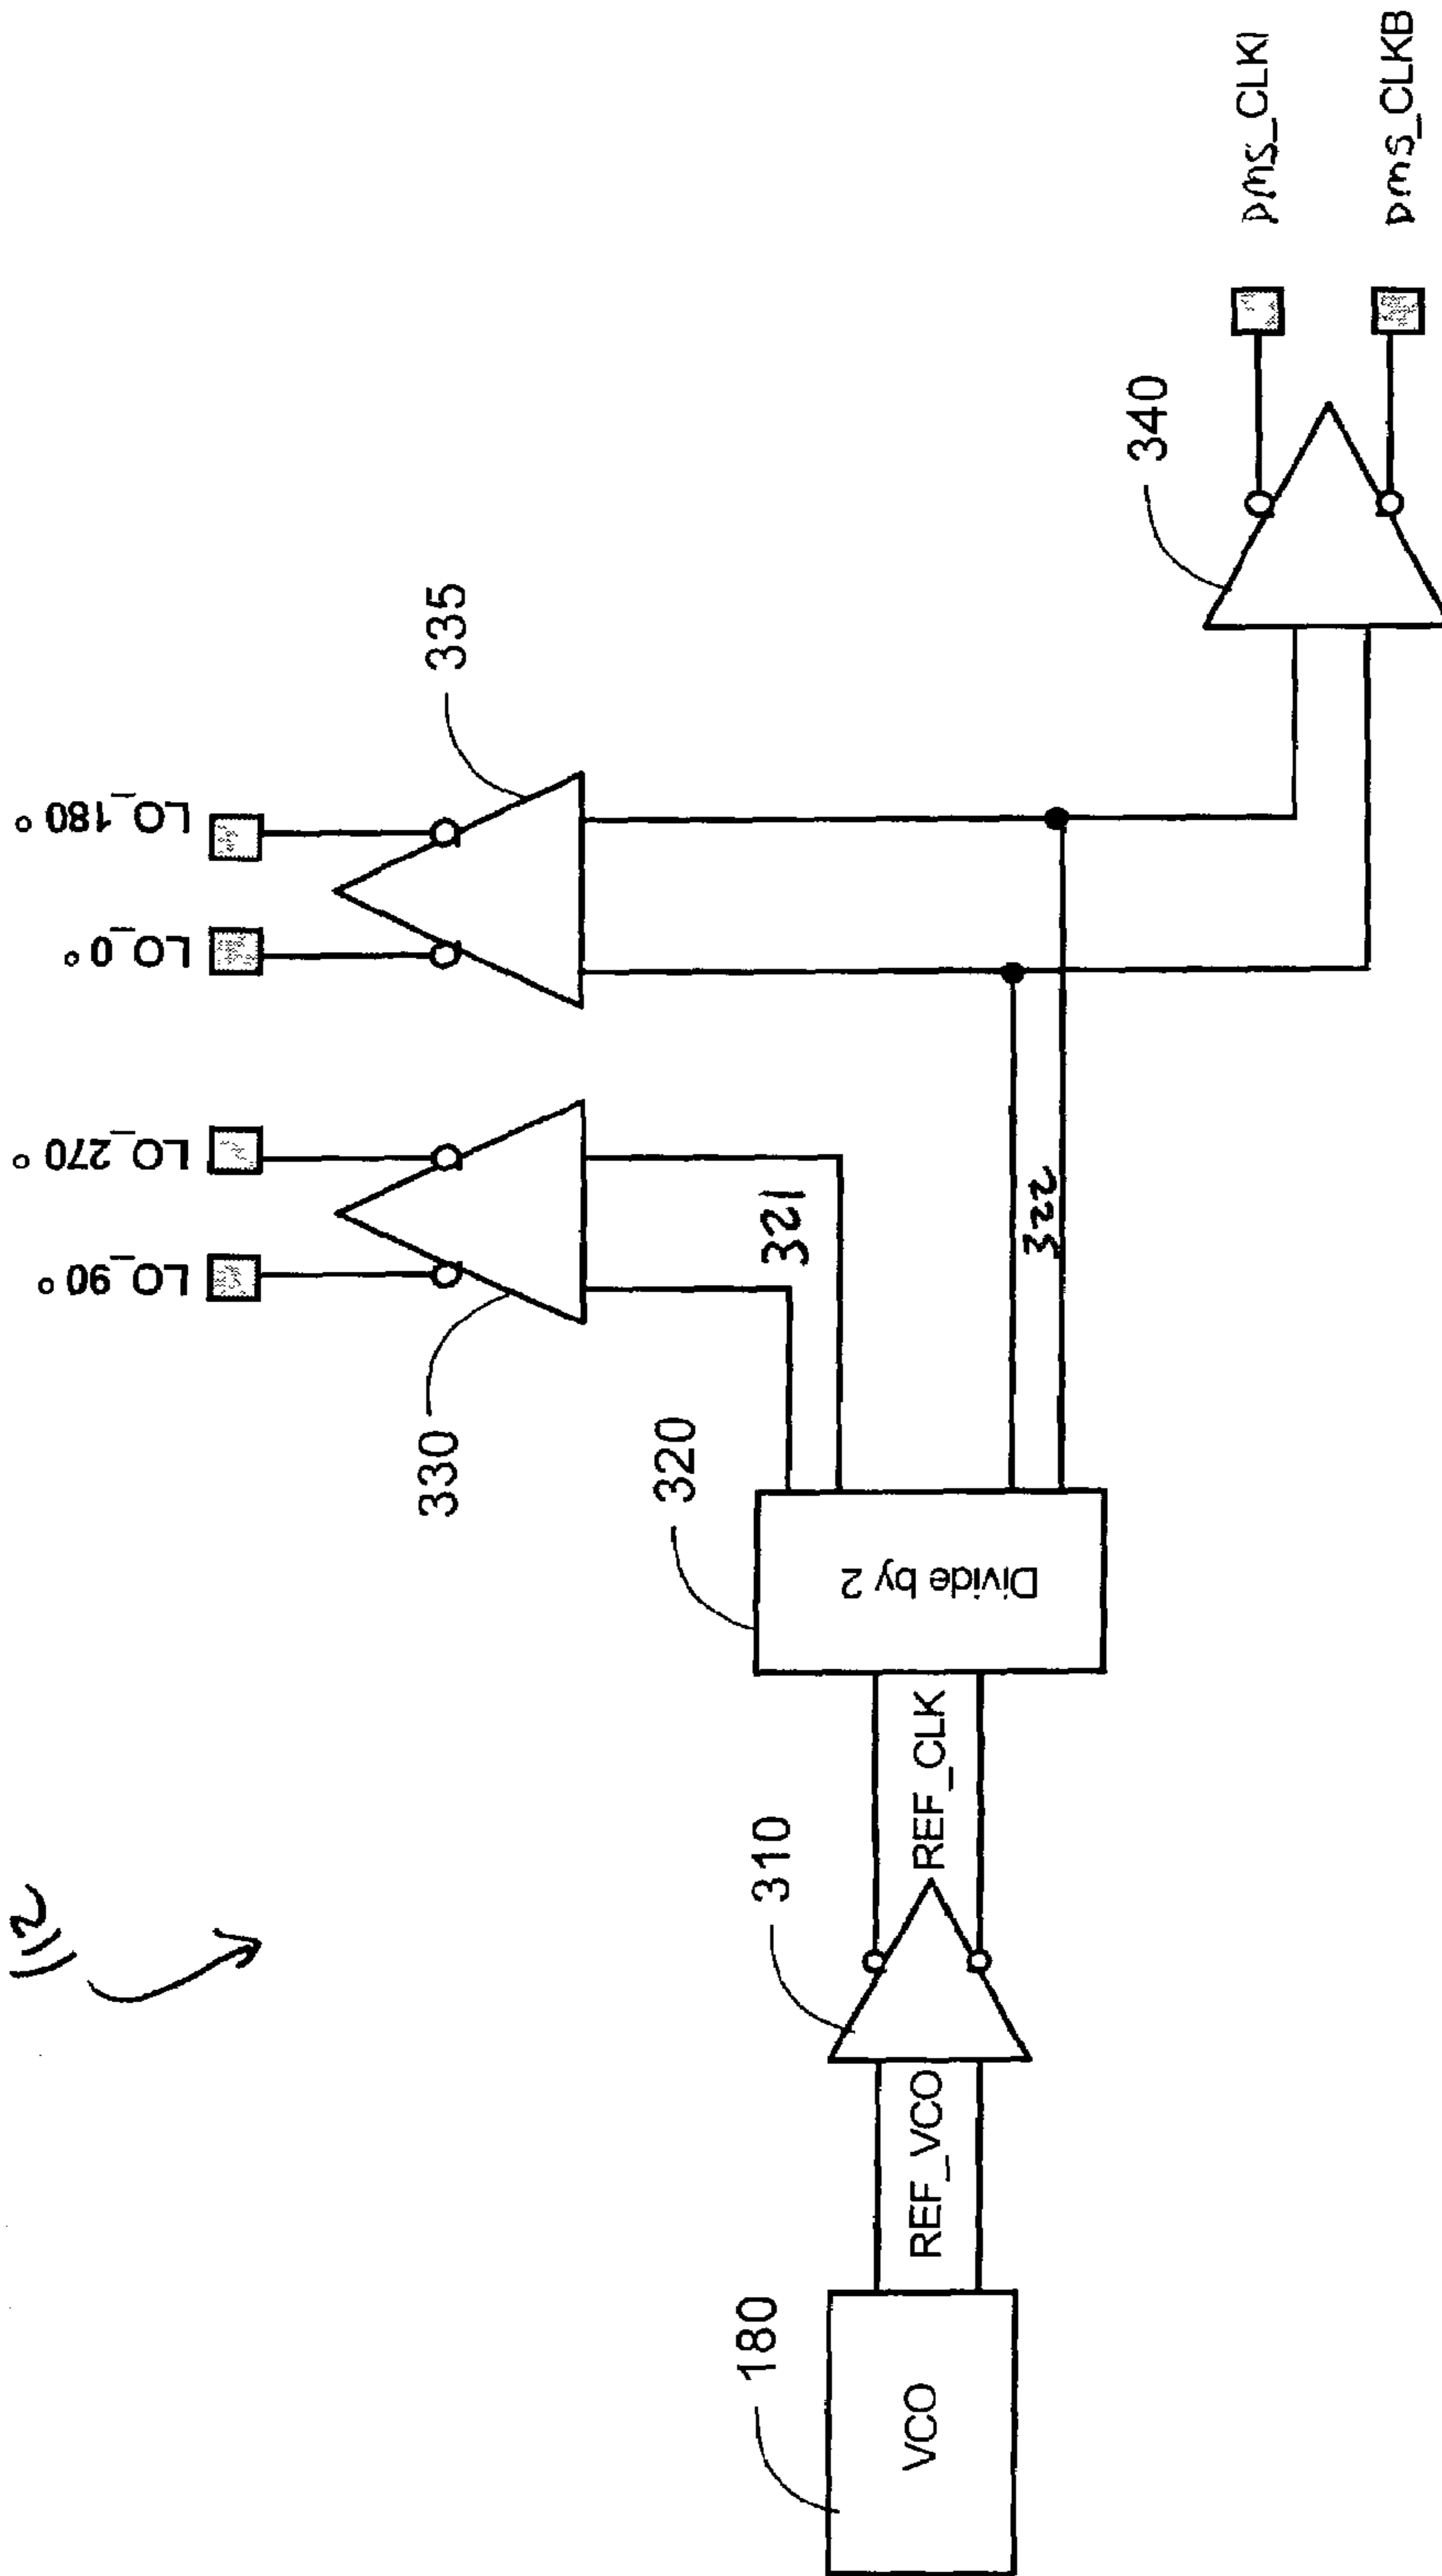 112
LO_90°
LO_270°
LO_0°
LO_180°
330
335
321
322
320
Divide by 2
180
VCO
REF_VCO
310
REF_CLK
340
PMS_CLKI
PMS_CLKB